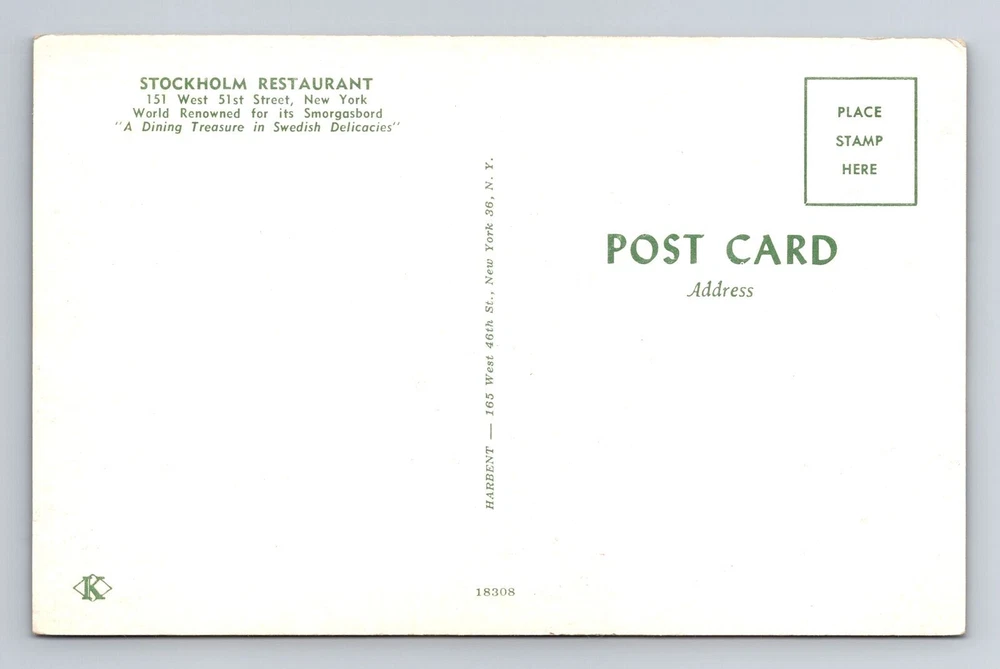 STOCKHOLM RESTAURANT
151 West 51st Street, New York
World Renowned for its Smorgasbord
"A Dining Treasure in Swedish Delicacies"
PLACE
STAMP
HERE
POST CARD
Address
HARBENT — 165 West 46th St., New York 36, N. Y.
K
18308